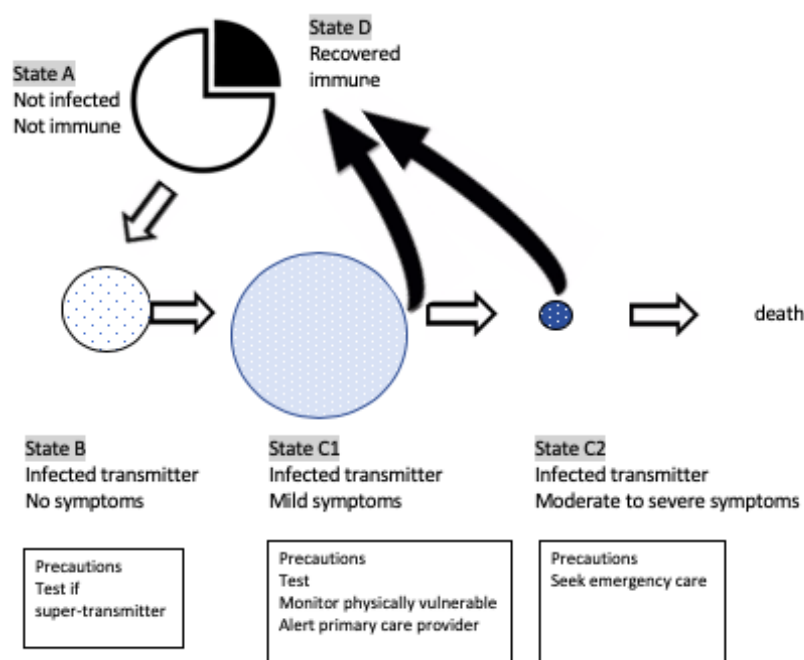 State A
Not infected
Not immune
State D
Recovered
immune
death
State B
Infected transmitter
No symptoms
State C1
Infected transmitter
Mild symptoms
State C2
Infected transmitter
Moderate to severe symptoms
Precautions
Test if
super-transmitter
Precautions
Test
Monitor physically vulnerable
Alert primary care provider
Precautions
Seek emergency care